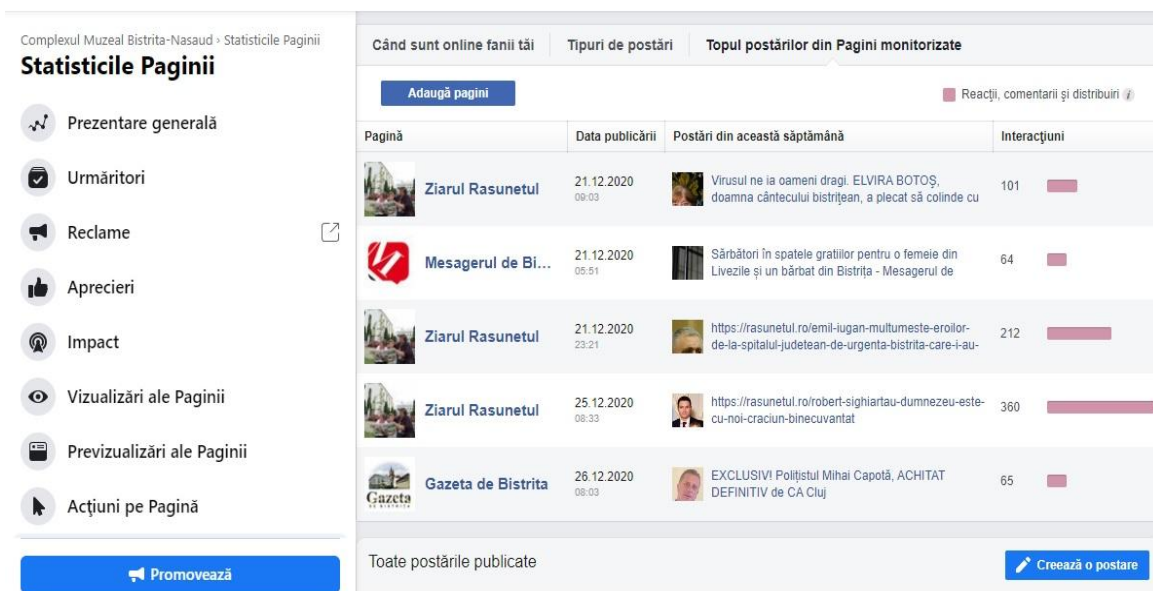 Complexul Muzeal Bistrita-Nasaud › Statisticile Paginii
Statisticile Paginii
Prezentare generală
Urmăritori
Reclame
Aprecieri
Impact
Vizualizări ale Paginii
Previzualizări ale Paginii
Acţiuni pe Pagină
Promovează
Când sunt online fanii tăi
Tipuri de postări
Topul postărilor din Pagini monitorizate
Adaugă pagini
Reacţii, comentarii şi distribuiri i
Pagină
Data publicării
Postări din această săptămână
Interacţiuni
Ziarul Rasunetul
21.12.2020
09:03
Virusul ne ia oameni dragi. ELVIRA BOTOȘ,
doamna cântecului bistrițean, a plecat să colinde cu
101
Mesagerul de Bi...
21.12.2020
05:51
Sărbători în spatele gratiilor pentru o femeie din
Livezile și un bărbat din Bistrița - Mesagerul de
64
Ziarul Rasunetul
21.12.2020
23:21
https://rasunetul.ro/emil-iugan-multumeste-eroilor-
de-la-spitalul-judetean-de-urgenta-bistrita-care-i-au-
212
Ziarul Rasunetul
25.12.2020
08:33
https://rasunetul.ro/robert-sighiartau-dumnezeu-este-
cu-noi-craciun-binecuvantat
360
Gazeta
DE BISTRITA
Gazeta de Bistrita
26.12.2020
08:03
EXCLUSIV! Polițistul Mihai Capotă, ACHITAT
DEFINITIV de CA Cluj
65
Toate postările publicate
Creează o postare